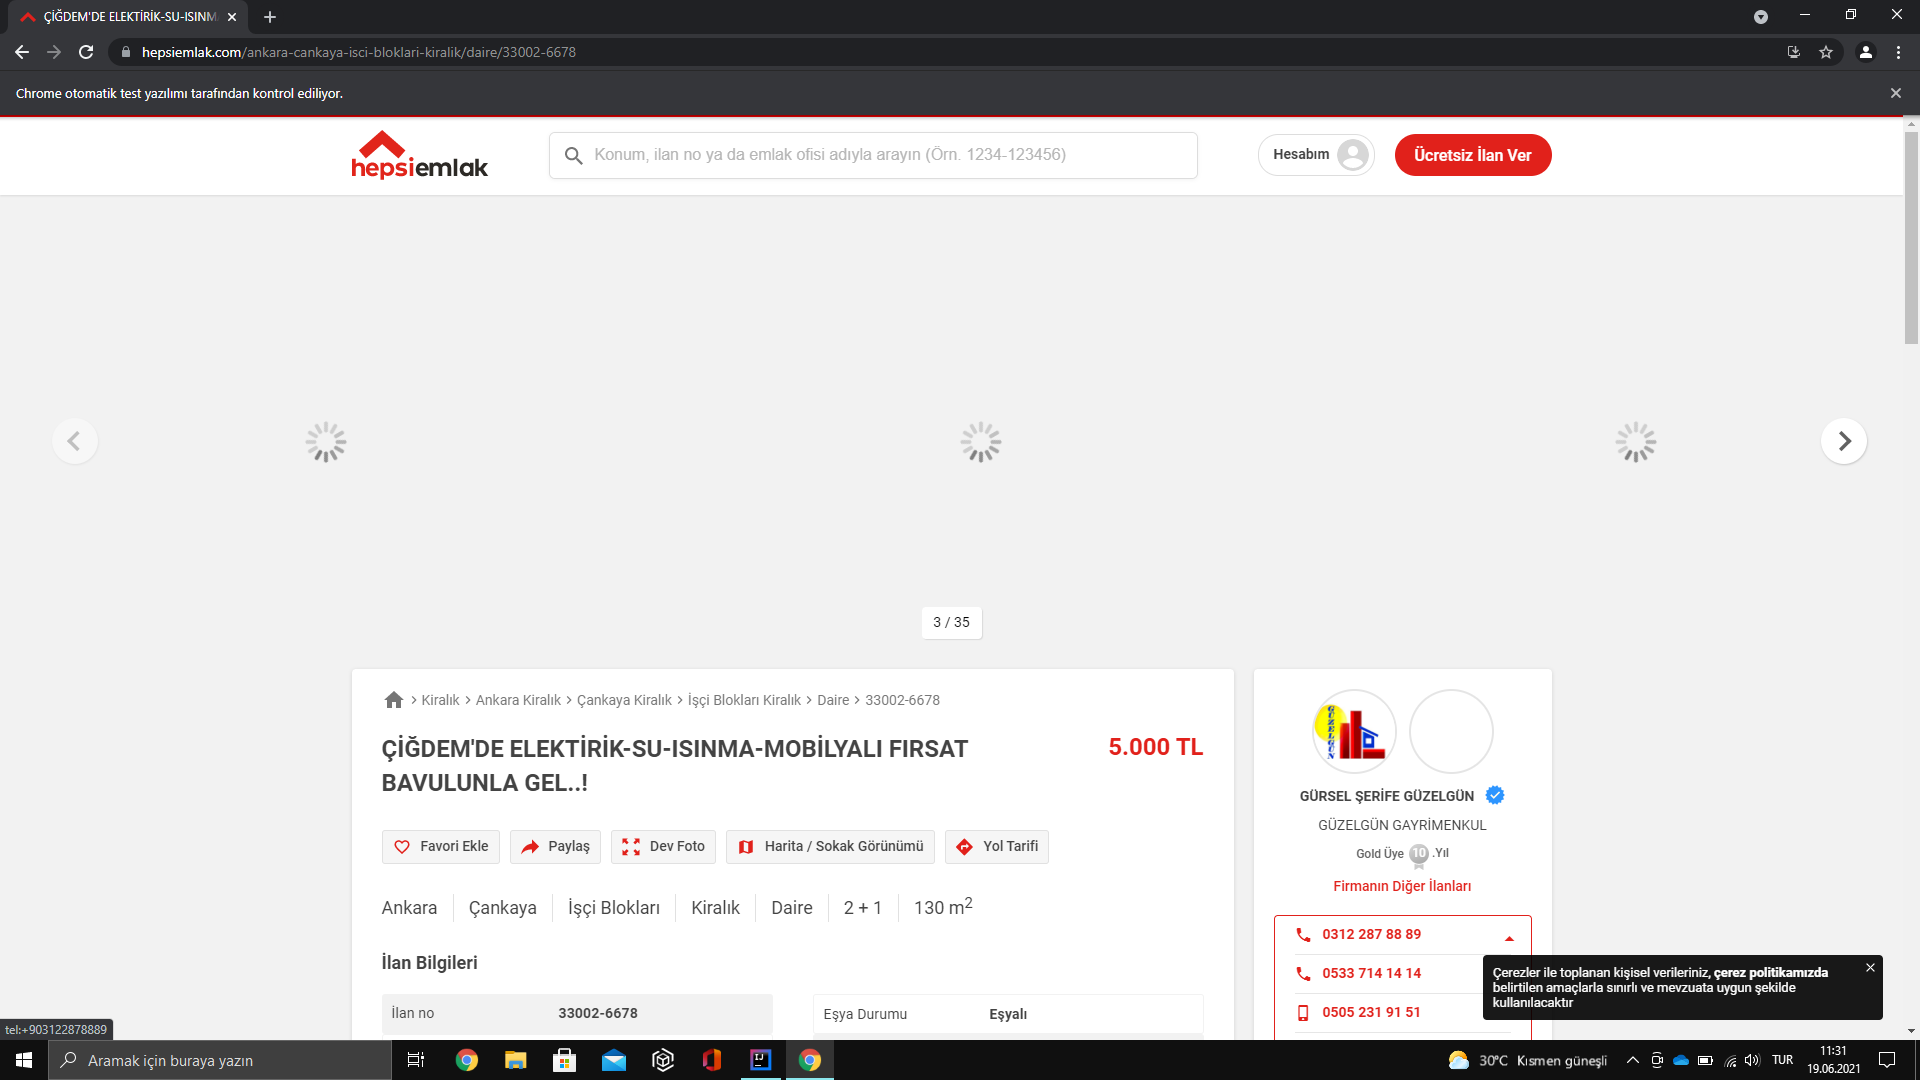 ÇİĞDEM'DE ELEKTİRİK-SU-ISINM
hepsiemlak.com/ankara-cankaya-isci-bloklari-kiralik/daire/33002-6678
Chrome otomatik test yazılımı tarafından kontrol ediliyor.
hepsiemlak
Konum, ilan no ya da emlak ofisi adıyla arayın (Örn. 1234-123456)
Hesabım
Ücretsiz İlan Ver
3 / 35
Kiralık > Ankara Kiralık > Çankaya Kiralık > İşçi Blokları Kiralık > Daire > 33002-6678
ÇİĞDEM'DE ELEKTİRİK-SU-ISINMA-MOBİLYALI FIRSAT
BAVULUNLA GEL..!
5.000 TL
Favori Ekle
Paylaş
Dev Foto
Harita / Sokak Görünümü
Yol Tarifi
Ankara
Çankaya
İşçi Blokları
Kiralık
Daire
2 + 1
130 m2
İlan Bilgileri
İlan no 33002-6678
Eşya Durumu Eşyalı
GÜZELGÜN
GÜRSEL ŞERİFE GÜZELGÜN
GÜZELGÜN GAYRİMENKUL
Gold Üye 10 .Yıl
Firmanın Diğer İlanları
0312 287 88 89
0533 714 14 14
0505 231 91 51
Çerezler ile toplanan kişisel verileriniz, çerez politikamızda
belirtilen amaçlarla sınırlı ve mevzuata uygun şekilde
kullanılacaktır
tel:+903122878889
Aramak için buraya yazın
IJ
30°C Kısmen güneşli
TUR
11:31
19.06.2021